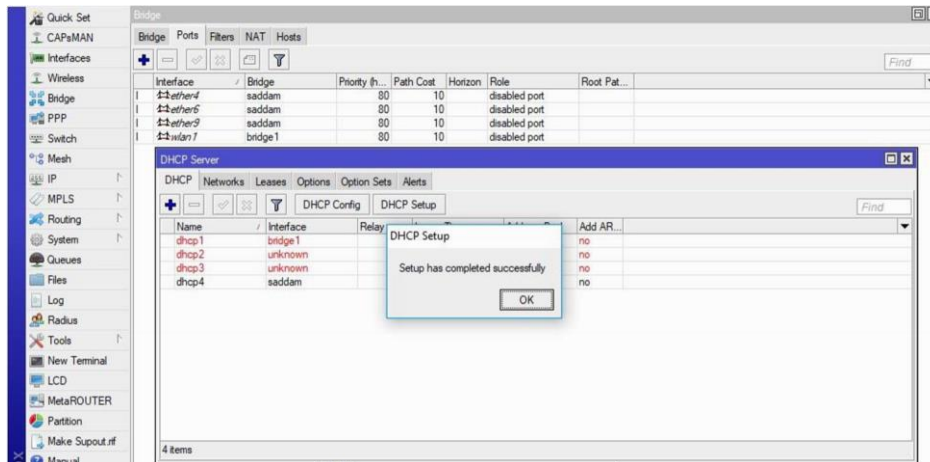 Quick Set
CAPsMAN
Interfaces
Wireless
Bridge
PPP
Switch
Mesh
IP
MPLS
Routing
System
Queues
Files
Log
Radius
Tools
New Terminal
LCD
MetaROUTER
Partition
Make Supout.rif
Manual
Bridge
Bridge Ports Filters NAT Hosts
Find
Interface / Bridge Priority (h... Path Cost Horizon Role Root Pat...
I ether4 saddam 80 10 disabled port
I ether6 saddam 80 10 disabled port
I ether9 saddam 80 10 disabled port
I wlan1 bridge1 80 10 disabled port
DHCP Server
DHCP Networks Leases Options Option Sets Alerts
DHCP Config DHCP Setup Find
Name / Interface Relay Add AR...
dhcp1 bridge1 no
dhcp2 unknown no
dhcp3 unknown no
dhcp4 saddam no
DHCP Setup
Setup has completed successfully
OK
4 items